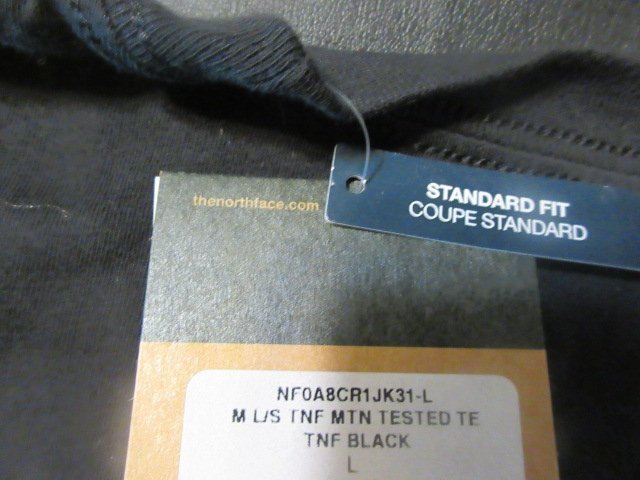 thenorthface.com
STANDARD FIT
COUPE STANDARD
NF0A8CR1JK31-L
M L/S TNF MTN TESTED TE
TNF BLACK
L